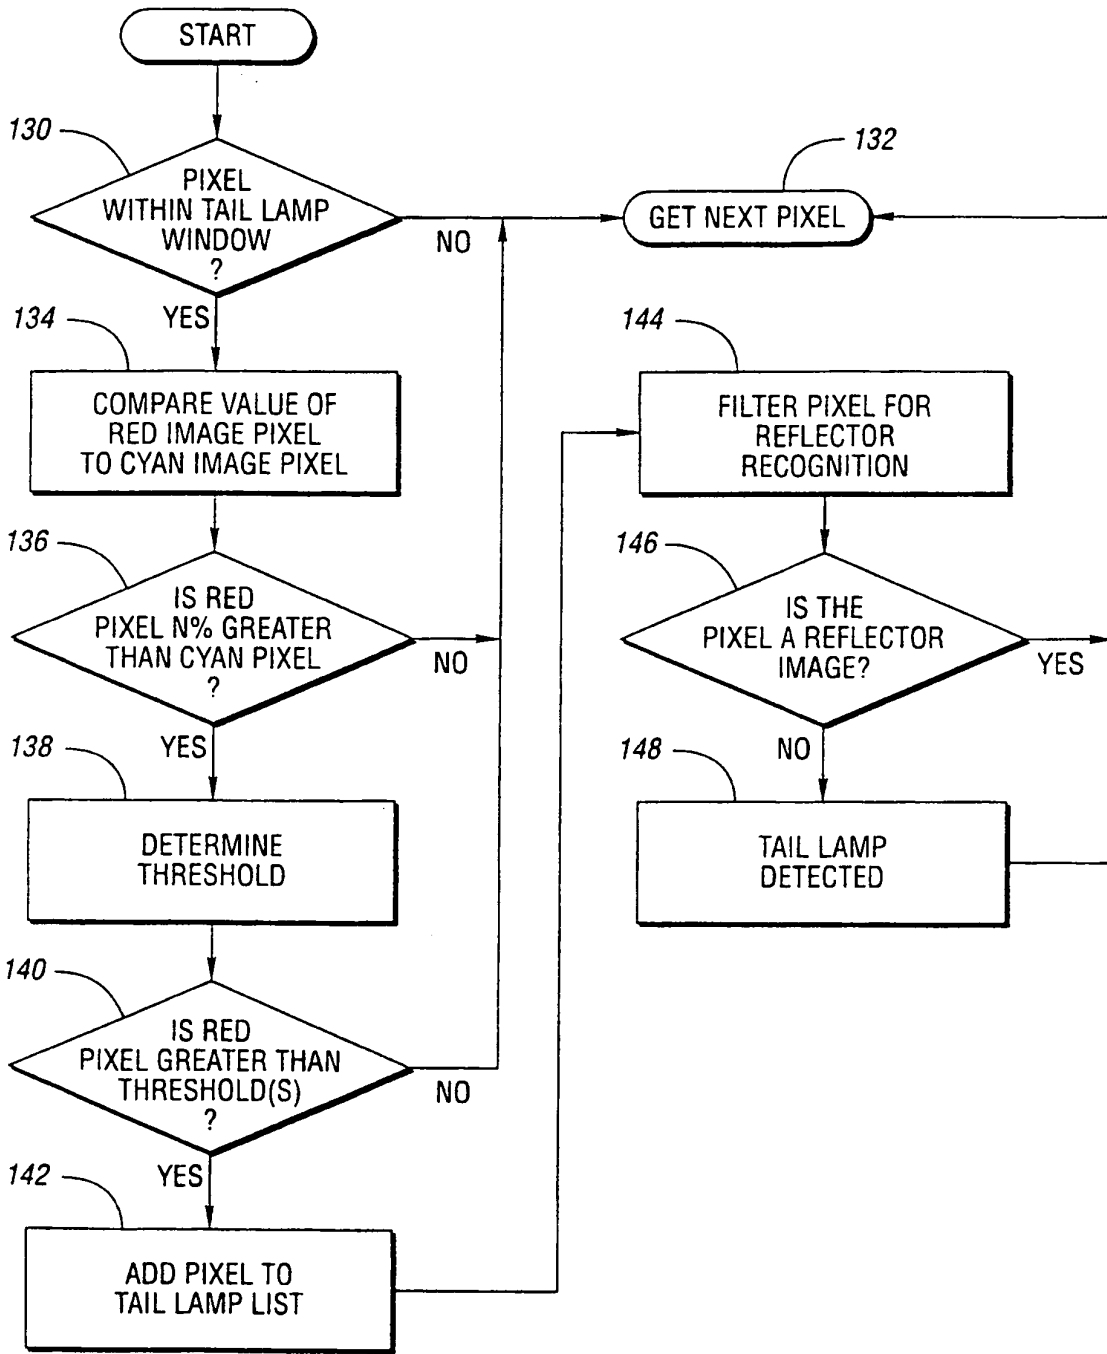 START
130
PIXEL
WITHIN TAIL LAMP
WINDOW
?
NO
YES
132
GET NEXT PIXEL
134
COMPARE VALUE OF
RED IMAGE PIXEL
TO CYAN IMAGE PIXEL
136
IS RED
PIXEL N% GREATER
THAN CYAN PIXEL
?
NO
YES
138
DETERMINE
THRESHOLD
140
IS RED
PIXEL GREATER THAN
THRESHOLD(S)
?
NO
YES
142
ADD PIXEL TO
TAIL LAMP LIST
144
FILTER PIXEL FOR
REFLECTOR
RECOGNITION
146
IS THE
PIXEL A REFLECTOR
IMAGE?
YES
NO
148
TAIL LAMP
DETECTED